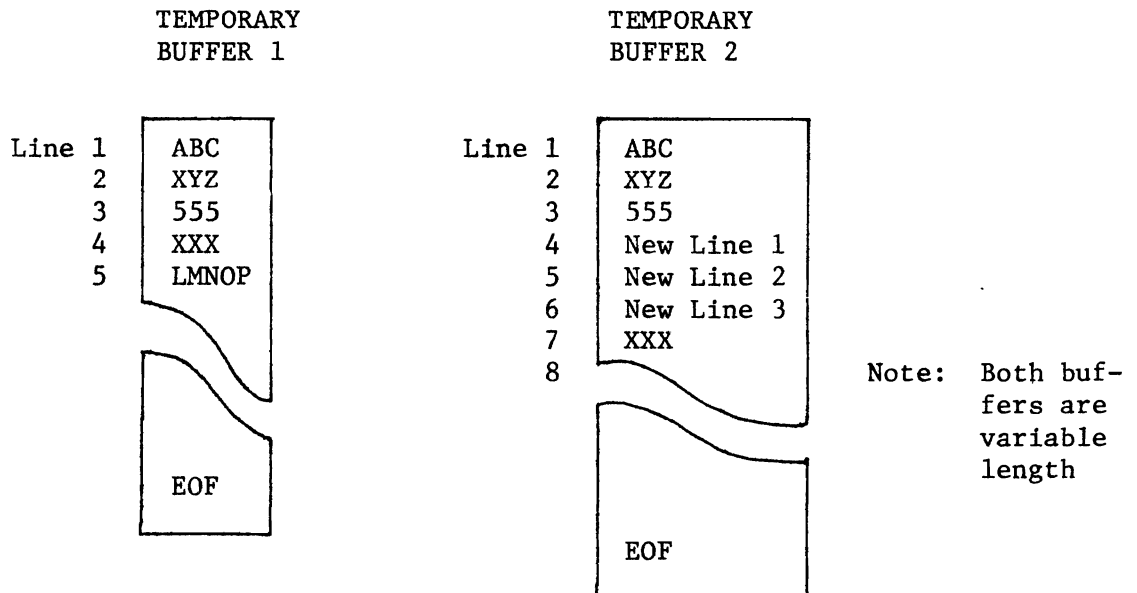 TEMPORARY
BUFFER 1
Line 1 ABC
2 XYZ
3 555
4 XXX
5 LMNOP
EOF
TEMPORARY
BUFFER 2
Line 1 ABC
2 XYZ
3 555
4 New Line 1
5 New Line 2
6 New Line 3
7 XXX
8
EOF
Note: Both buf-
fers are
variable
length